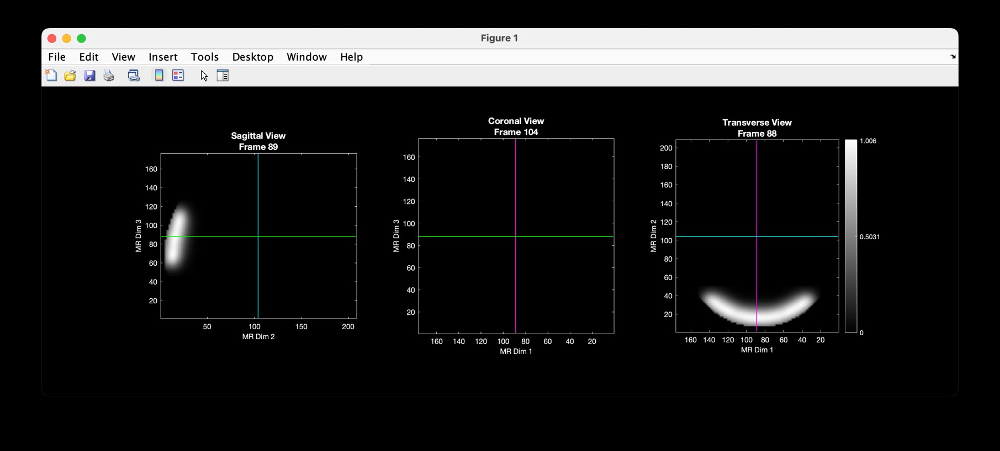 Figure 1
File Edit View Insert Tools Desktop Window Help
Sagittal View
Frame 89
160
140
120
100
80
60
40
20
MR Dim 3
50 100 150 200
MR Dim 2
Coronal View
Frame 104
160
140
120
100
80
60
40
20
MR Dim 3
160 140 120 100 80 60 40 20
MR Dim 1
Transverse View
Frame 88
200
180
160
140
120
100
80
60
40
20
MR Dim 2
160 140 120 100 80 60 40 20
MR Dim 1
1.006
0.5031
0